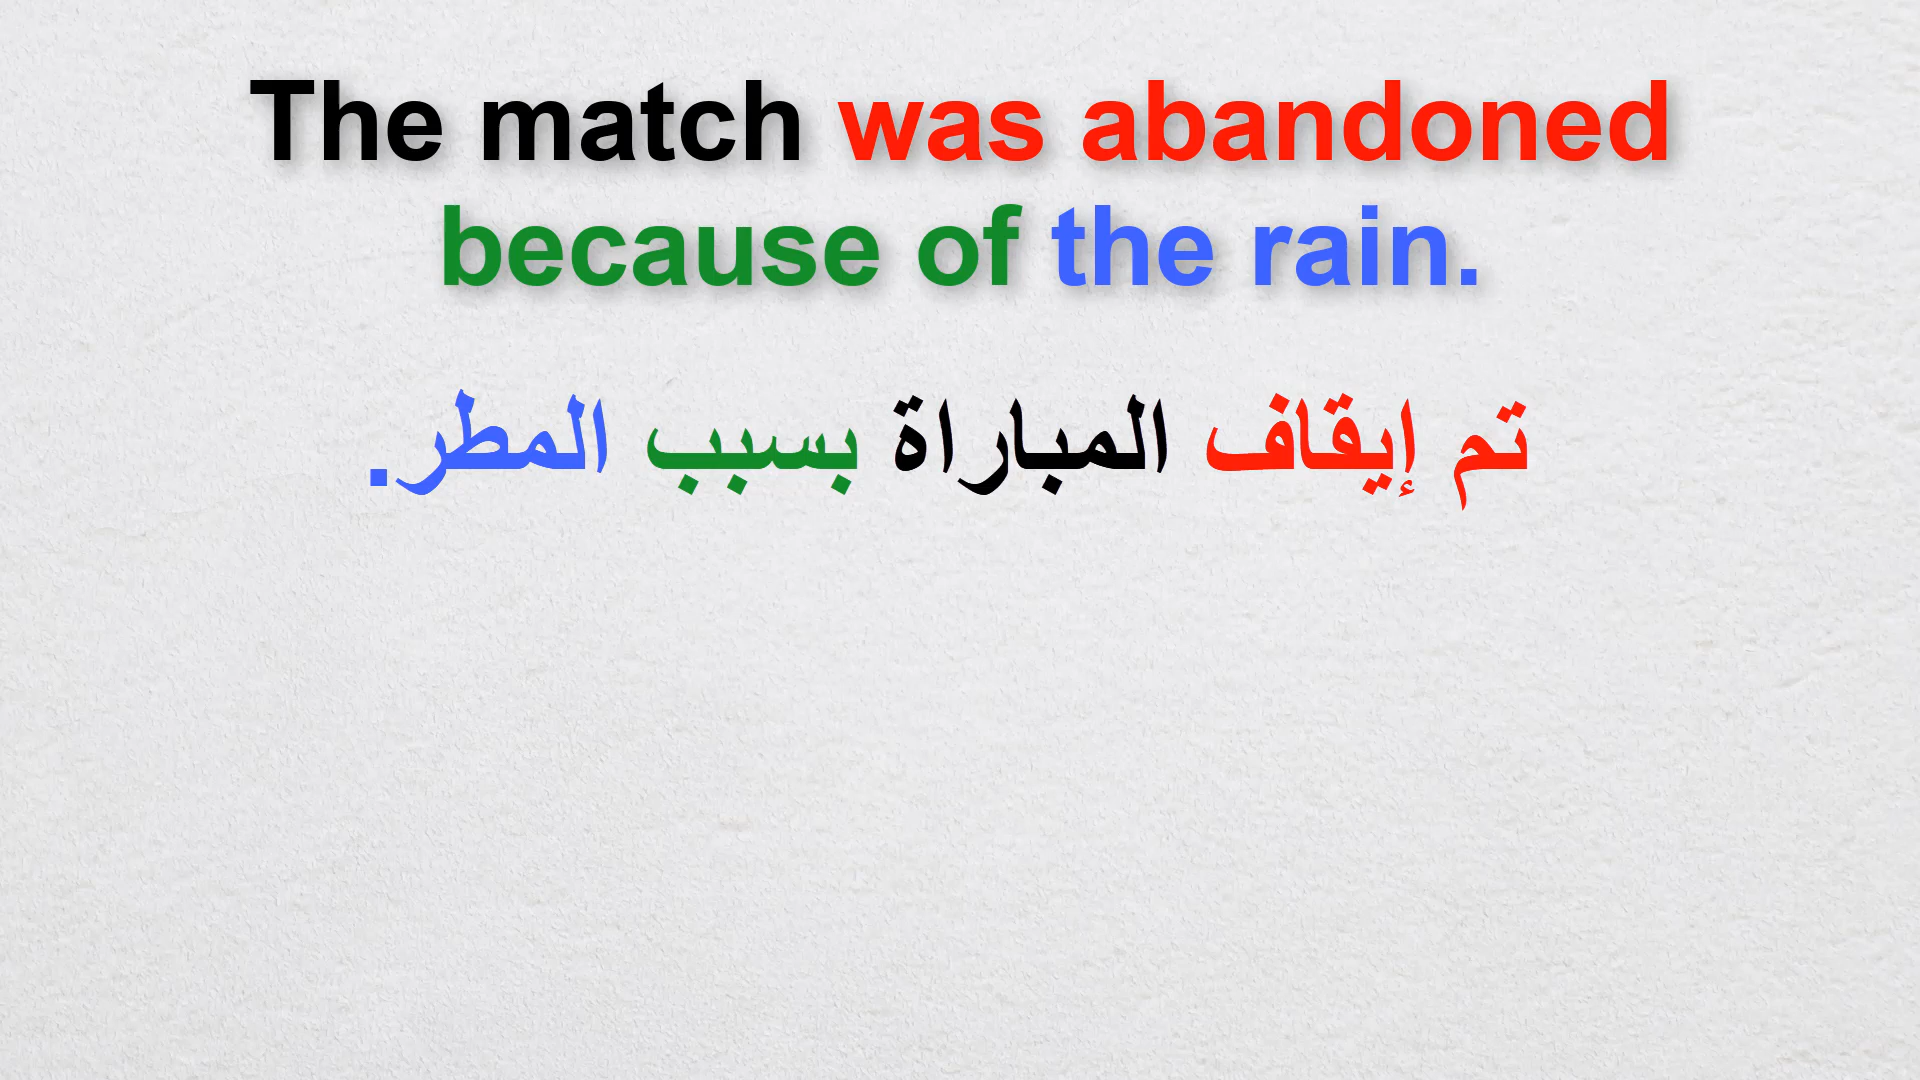 The match was abandoned
because of the rain.
تم إيقاف المباراة بسبب المطر.